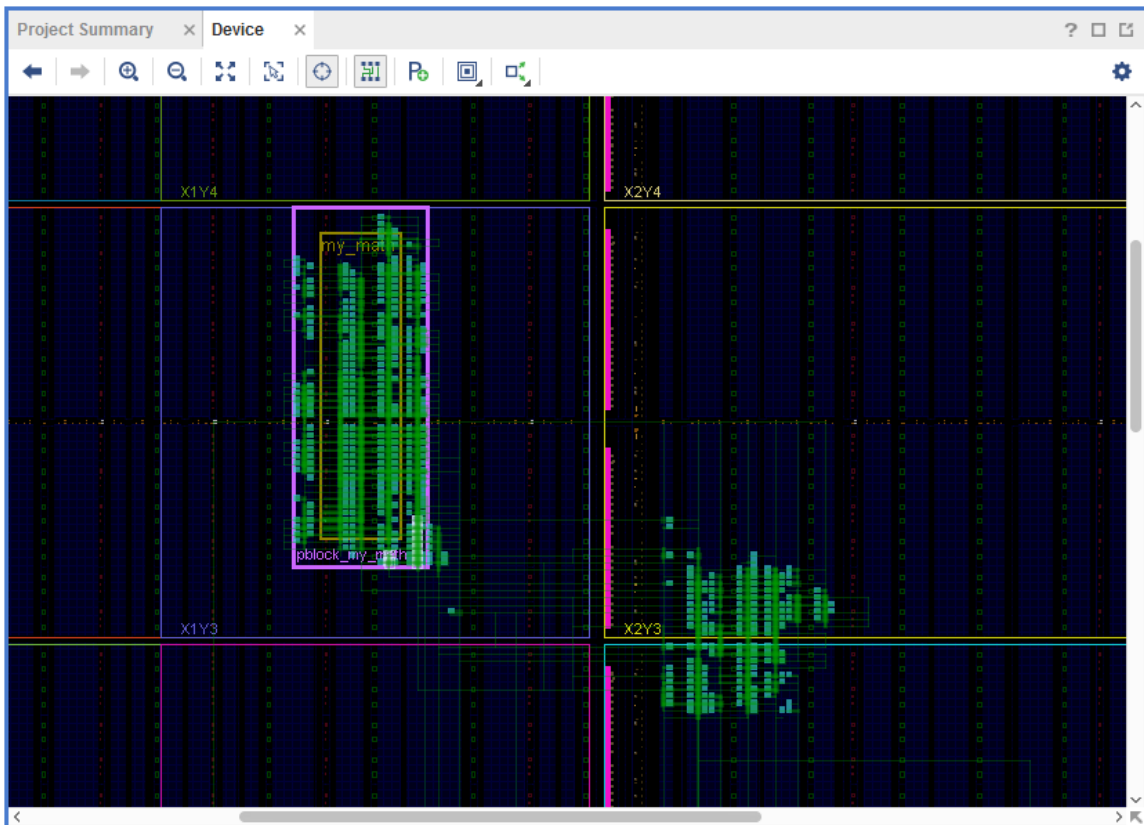 Project Summary
Device
X1Y4
X2Y4
my_math
pblock_my_math
X1Y3
X2Y3